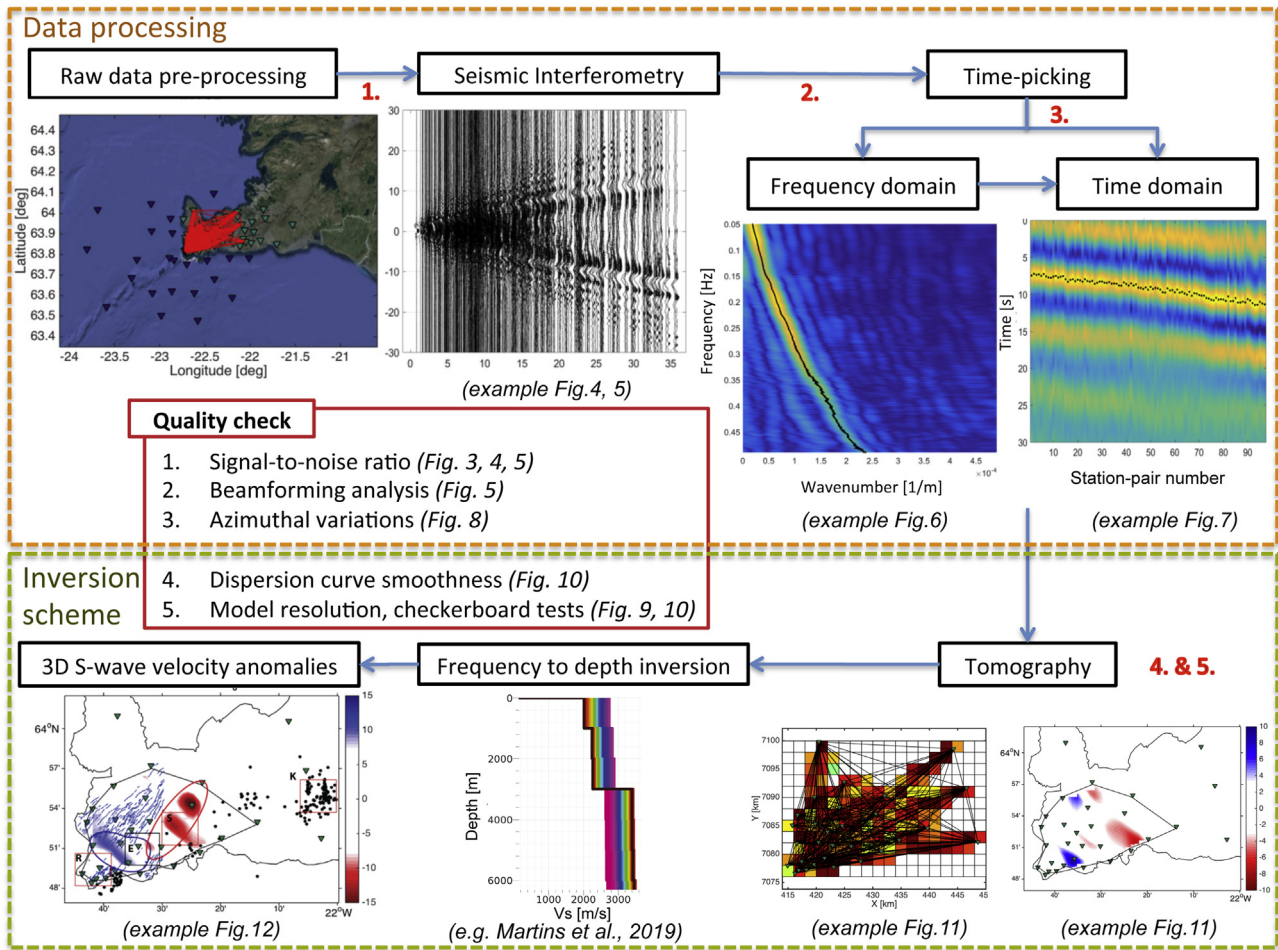 Data processing
Raw data pre-processing
Seismic Interferometry
Time-picking
1.
2.
3.
Frequency domain
Time domain
64.4
64.3
64.2
64.1
64
63.9
63.8
63.7
63.6
63.5
63.4
Latitude [deg]
-24
-23.5
-23
-22.5
-22
-21.5
-21
Longitude [deg]
30
20
10
0
-10
-20
-30
0
5
10
15
20
25
30
35
(example Fig.4, 5)
0.05
0.15
0.2
0.25
0.3
0.35
0.4
0.45
Frequency [Hz]
0
0.5
1
1.5
2
2.5
3
3.5
4
4.5
×10⁻⁴
Wavenumber [1/m]
(example Fig.6)
0
5
10
15
20
25
30
Time [s]
10
20
30
40
50
60
70
80
90
Station-pair number
(example Fig.7)
Quality check
1. Signal-to-noise ratio (Fig. 3, 4, 5)
2. Beamforming analysis (Fig. 5)
3. Azimuthal variations (Fig. 8)
4. Dispersion curve smoothness (Fig. 10)
5. Model resolution, checkerboard tests (Fig. 9, 10)
Inversion
scheme
3D S-wave velocity anomalies
Frequency to depth inversion
Tomography
4. & 5.
64°N
57'
54'
51'
48'
40'
30'
20'
10'
22°W
K
S
E
R
15
10
5
0
-5
-10
-15
(example Fig.12)
0
2000
4000
6000
Depth [m]
1000
2000
3000
Vs [m/s]
(e.g. Martins et al., 2019)
7100
7095
7090
7085
7080
7075
Y [km]
415
420
425
430
435
440
445
45
X [km]
(example Fig.11)
64°N
57'
54'
51'
48'
40'
30'
20'
10'
22°W
10
8
6
4
2
0
-2
-4
-6
-8
-10
(example Fig.11)